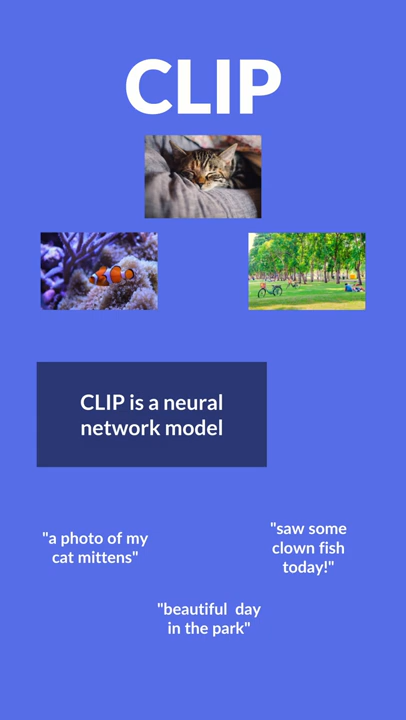 CLIP
CLIP is a neural
network model
"a photo of my
cat mittens"
"saw some
clown fish
today!"
"beautiful  day
in the park"